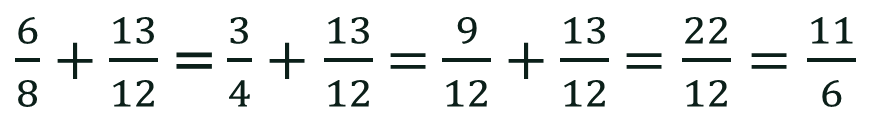 6/8 + 13/12 = 3/4 + 13/12 = 9/12 + 13/12 = 22/12 = 11/6